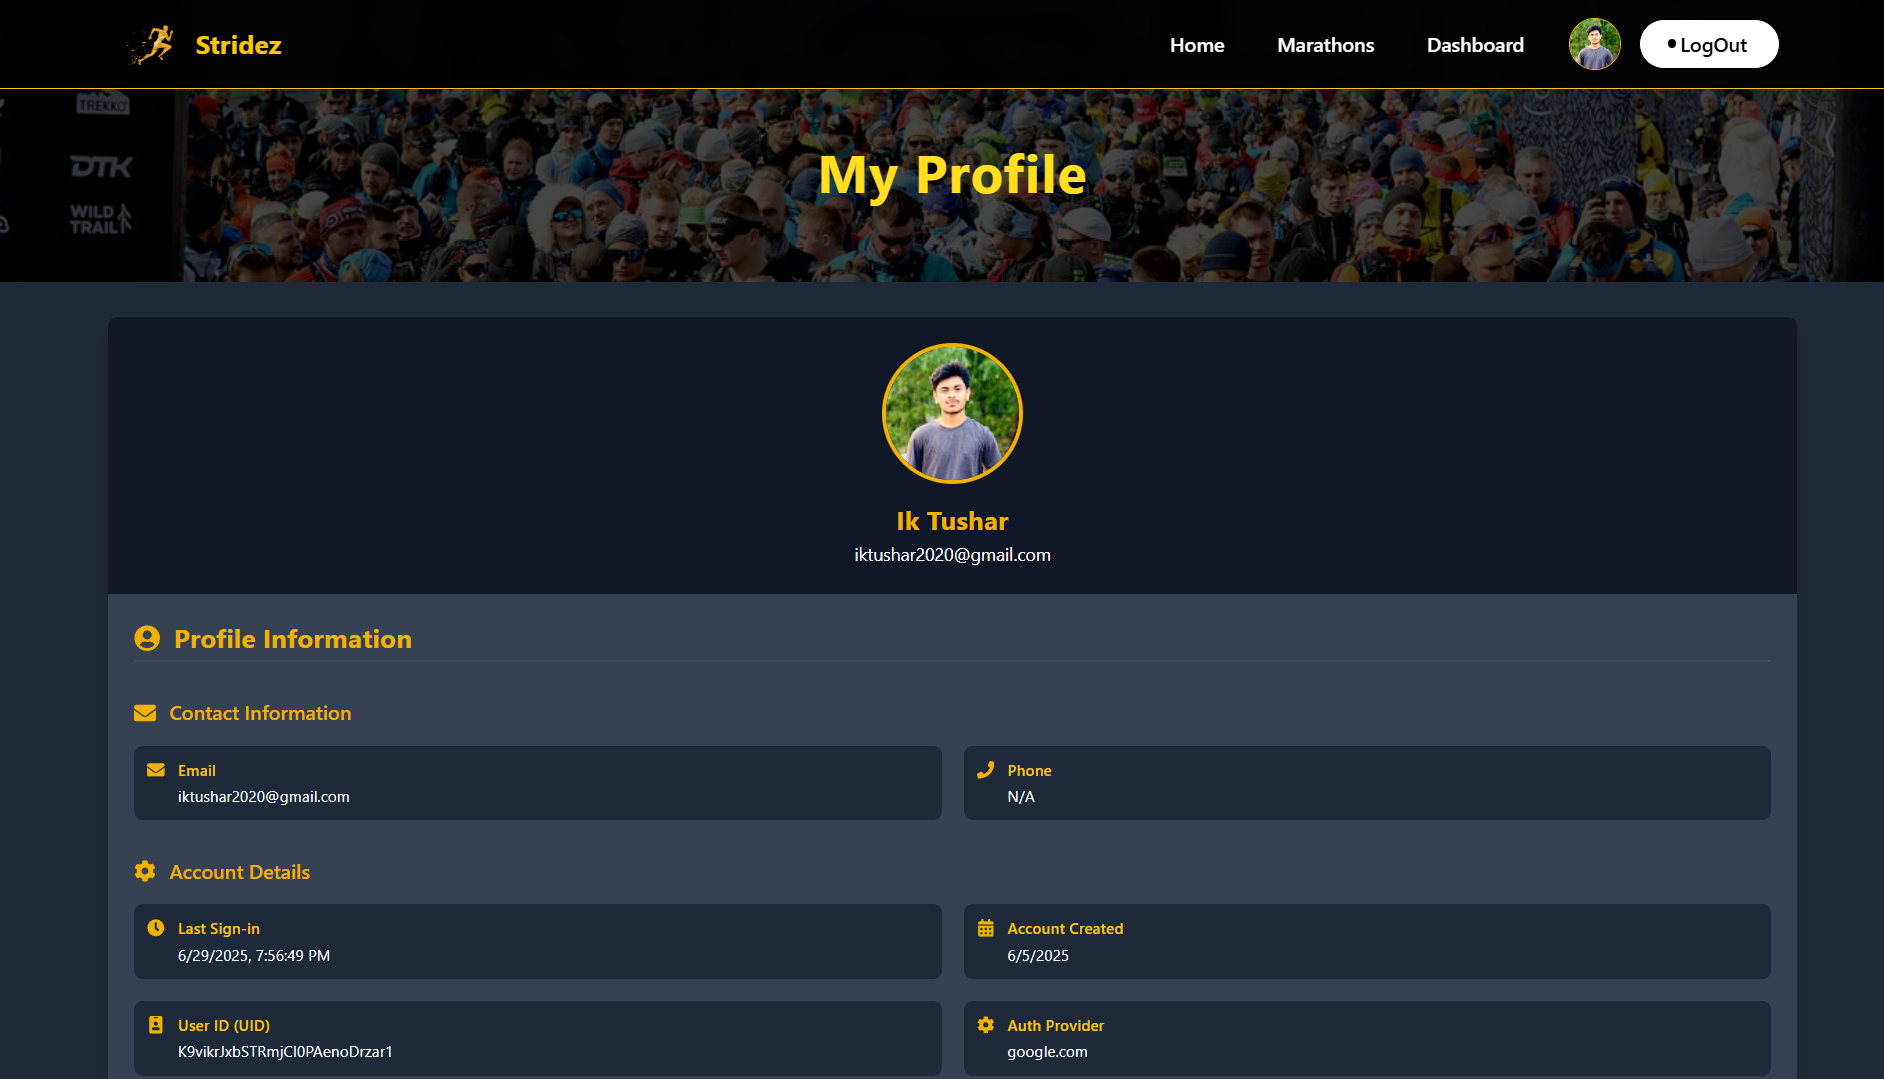 Stridez
Home
Marathons
Dashboard
LogOut
TREKKO
DTK
WILD
TRAIL
My Profile
Ik Tushar
iktushar2020@gmail.com
Profile Information
Contact Information
Email
iktushar2020@gmail.com
Phone
N/A
Account Details
Last Sign-in
6/29/2025, 7:56:49 PM
Account Created
6/5/2025
User ID (UID)
K9vikrJxbSTRmjCl0PAenoDrzar1
Auth Provider
google.com